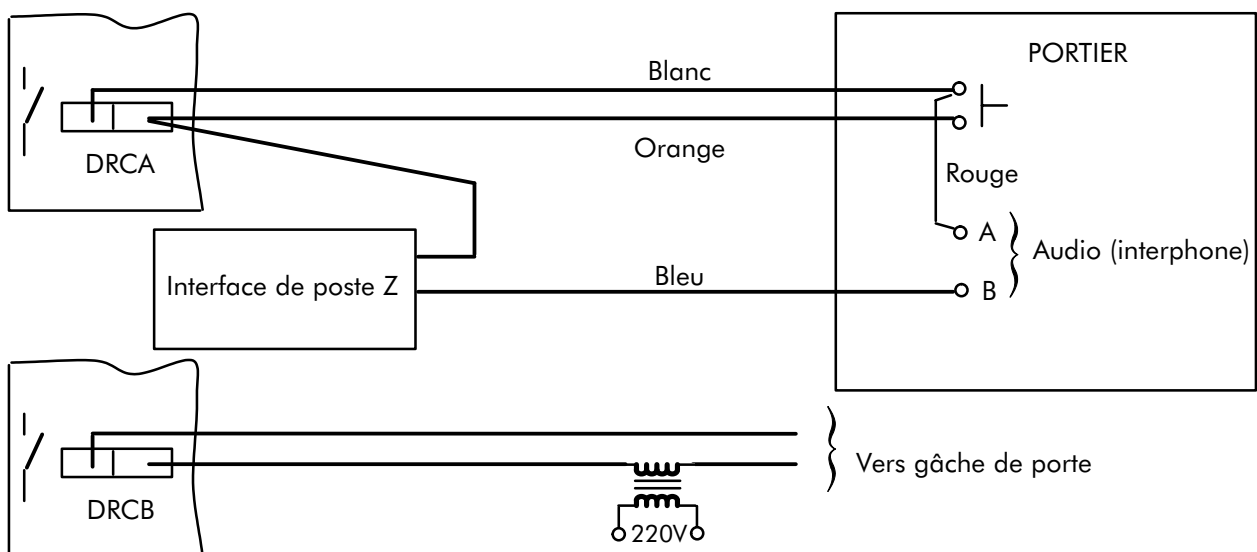 PORTIER
Blanc
DRCA
Orange
Rouge
A
Audio (interphone)
Interface de poste Z
Bleu
B
Vers gâche de porte
DRCB
220V